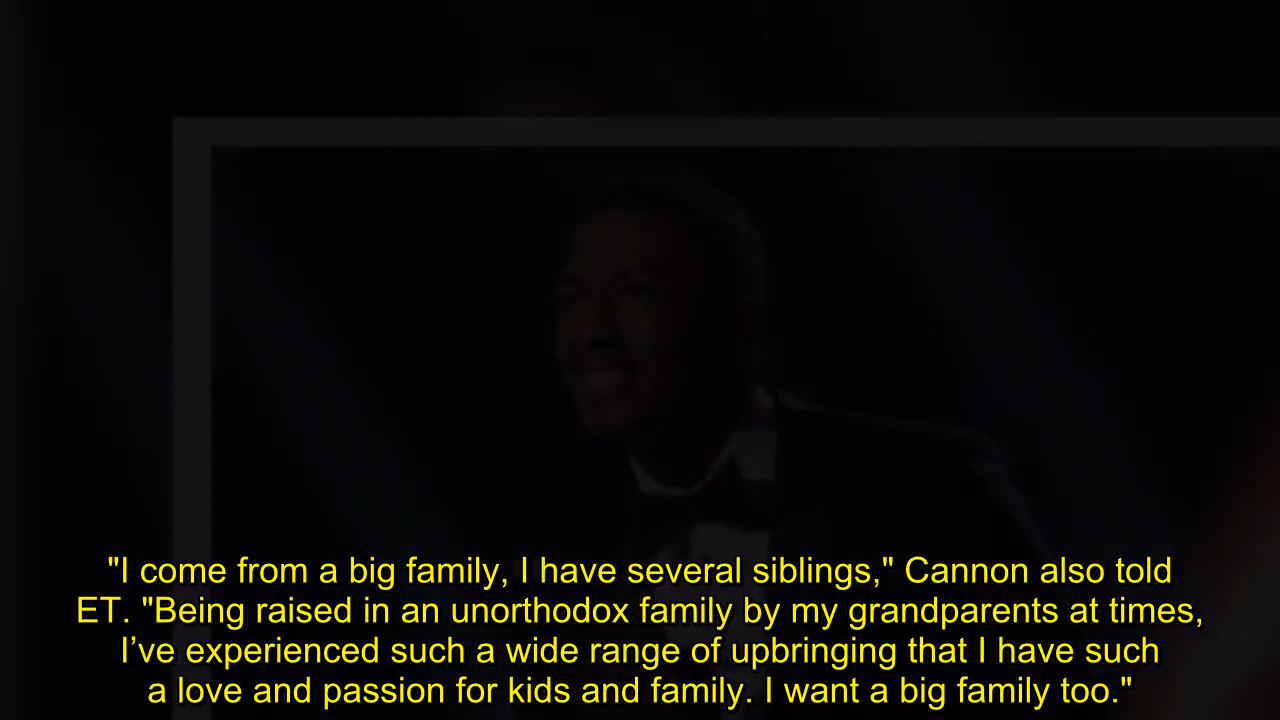 "I come from a big family, I have several siblings," Cannon also told
ET. "Being raised in an unorthodox family by my grandparents at times,
I’ve experienced such a wide range of upbringing that I have such
a love and passion for kids and family. I want a big family too."